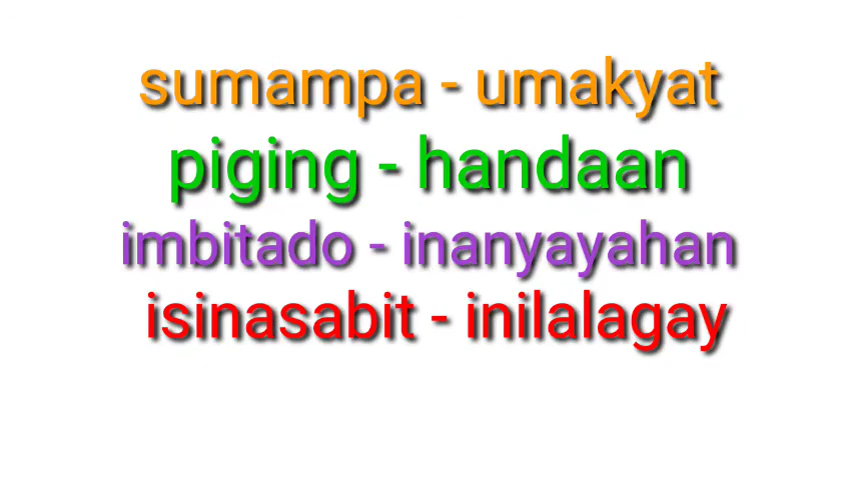 sumampa - umakyat
piging - handaan
imbitado - inanyayahan
isinasabit - inilalagay